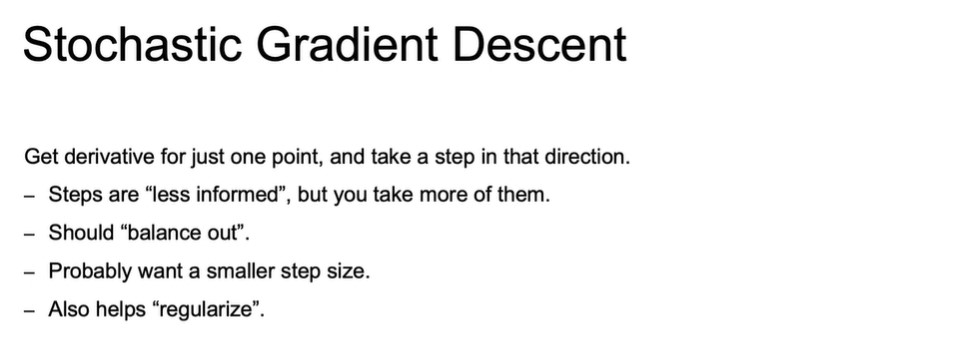 Stochastic Gradient Descent
Get derivative for just one point, and take a step in that direction.
– Steps are “less informed”, but you take more of them.
– Should “balance out”.
– Probably want a smaller step size.
– Also helps “regularize”.